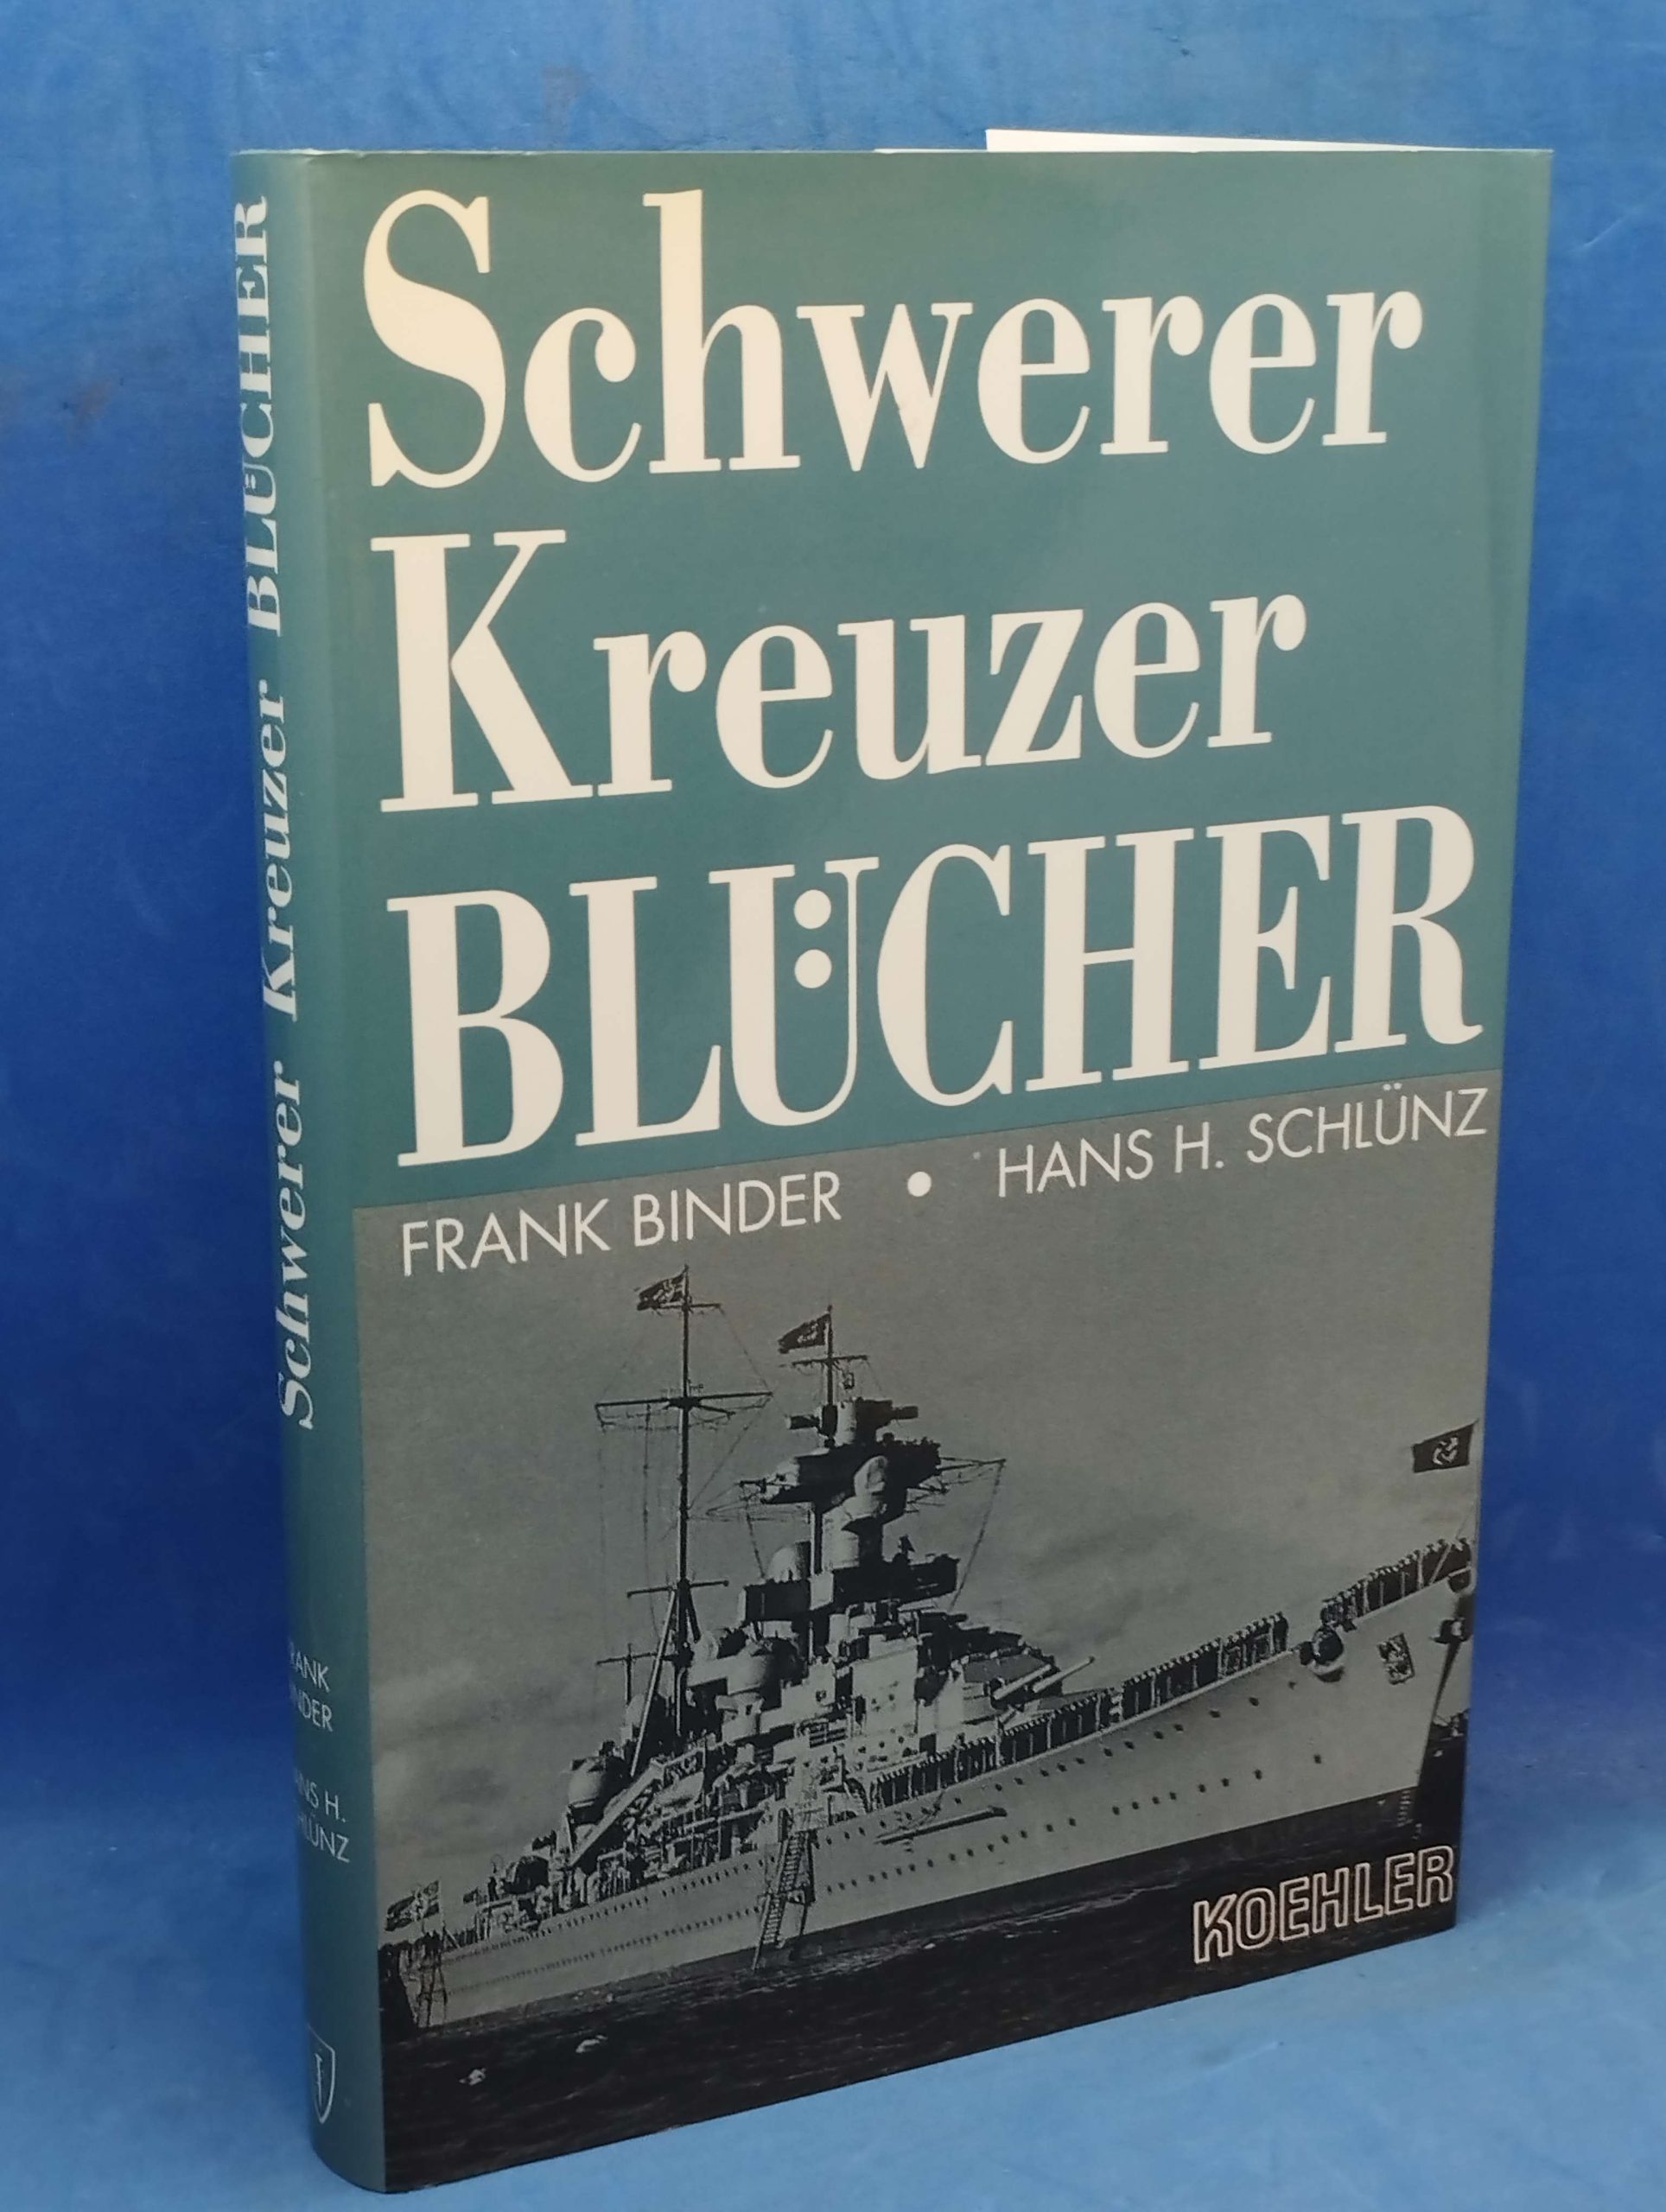 Schwerer
Kreuzer
BLÜCHER
FRANK BINDER • HANS H. SCHLÜNZ
KOEHLER
Schwerer Kreuzer BLÜCHER